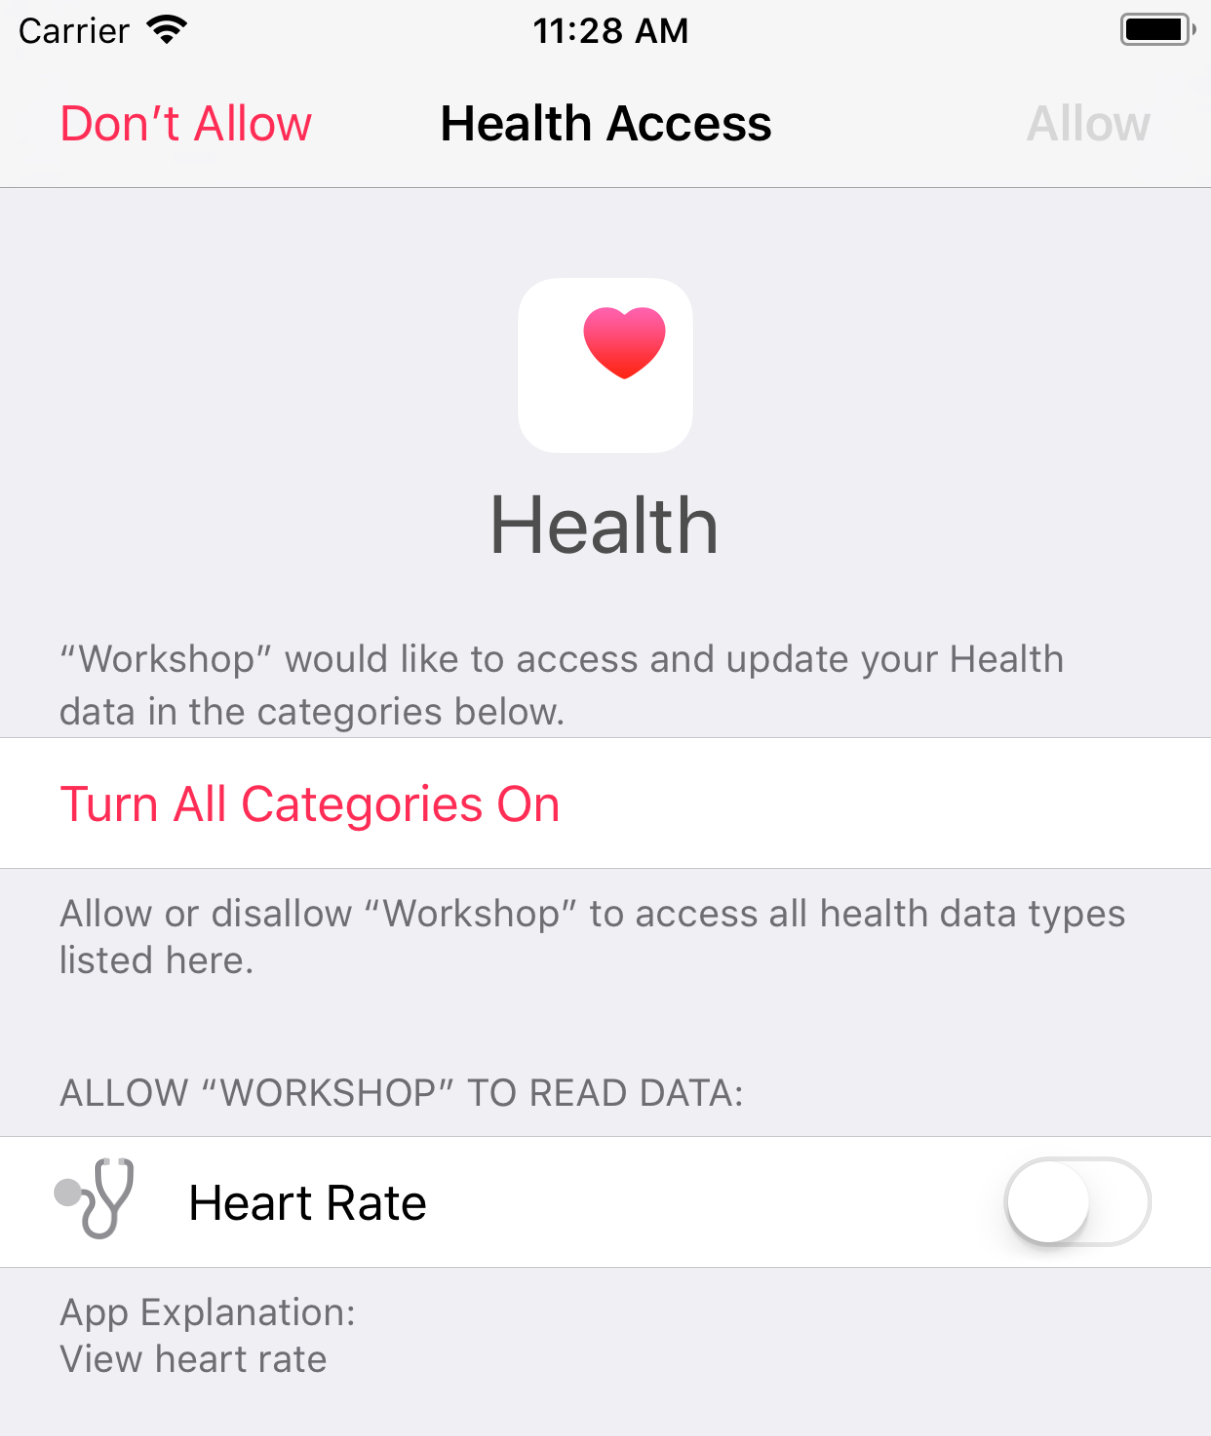 Carrier 11:28 AM
Don’t Allow Health Access Allow
Health
“Workshop” would like to access and update your Health
data in the categories below.
Turn All Categories On
Allow or disallow “Workshop” to access all health data types
listed here.
ALLOW “WORKSHOP” TO READ DATA:
Heart Rate
App Explanation:
View heart rate